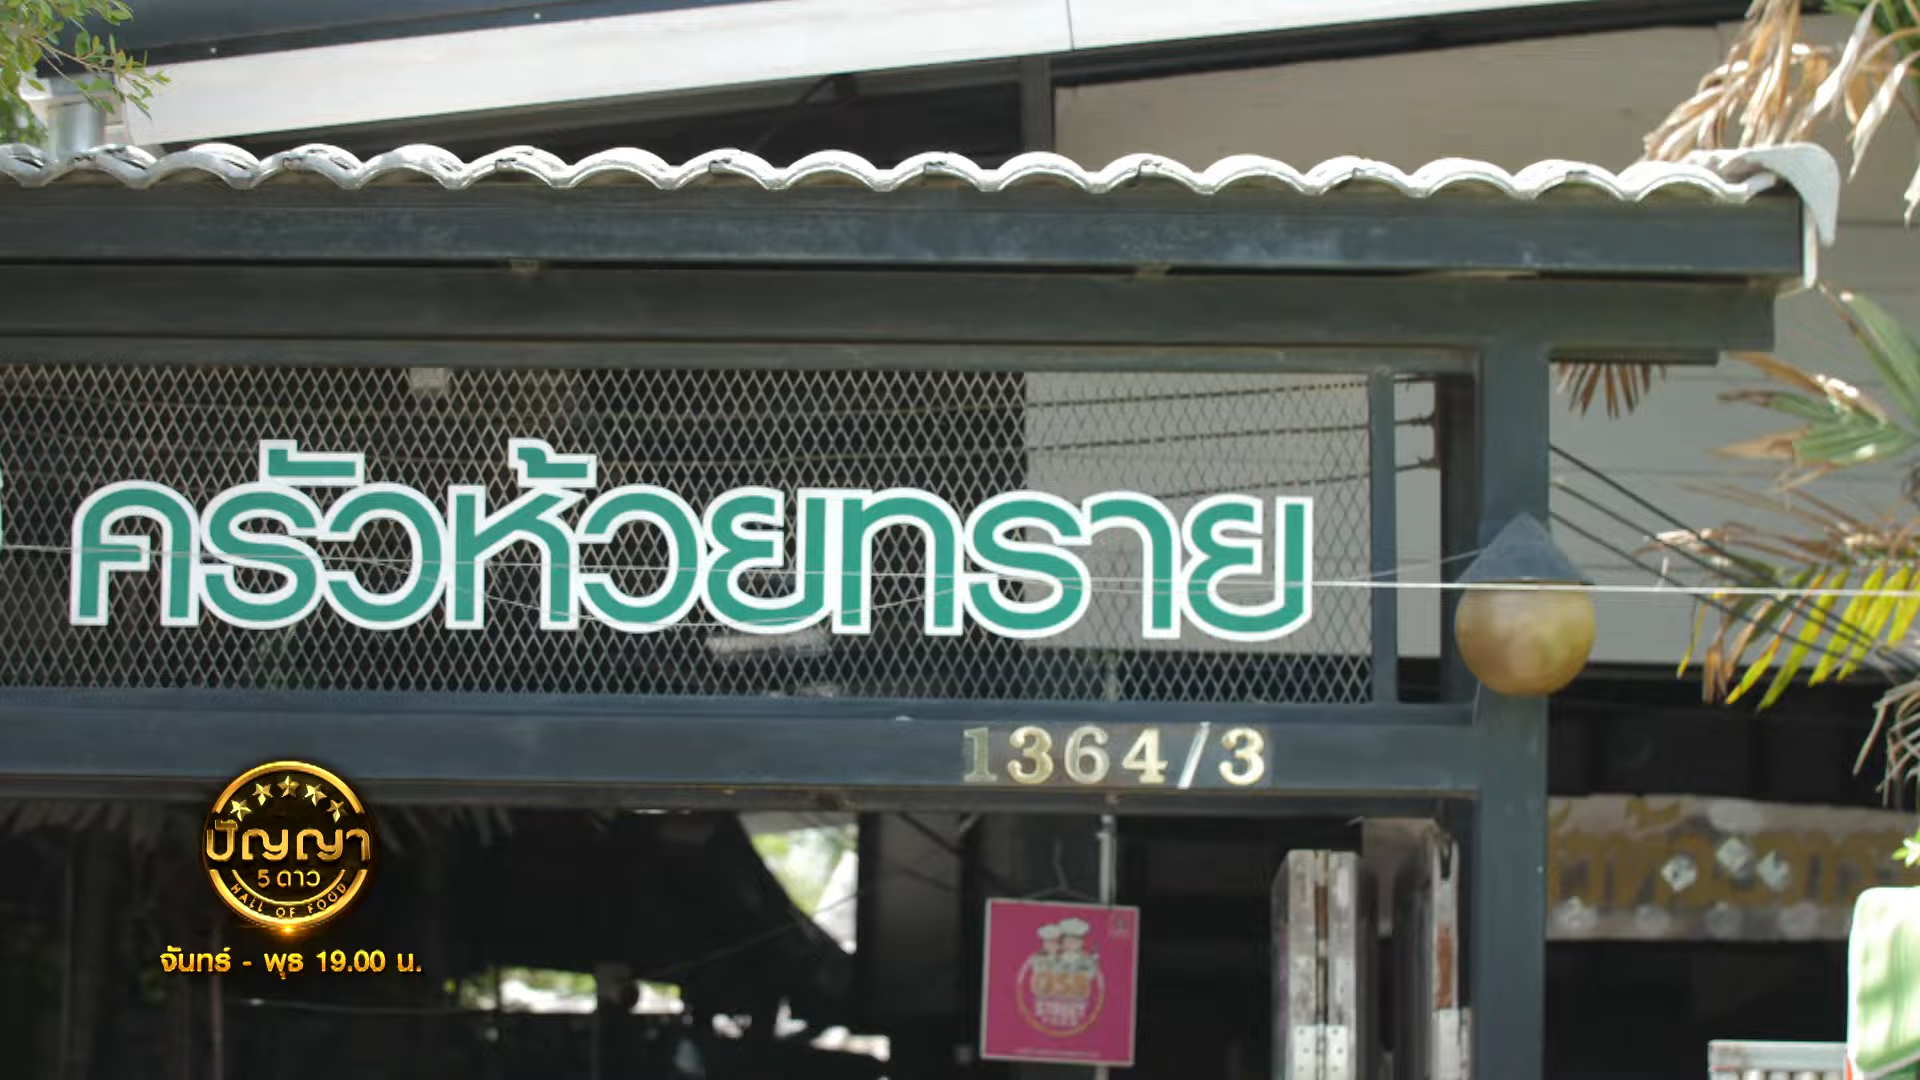 ครัวห้วยทราย
1364/3
ปัญญา
5 ดาว
HALL OF FOOD
จันทร์ - พุธ 19.00 น.
STREET